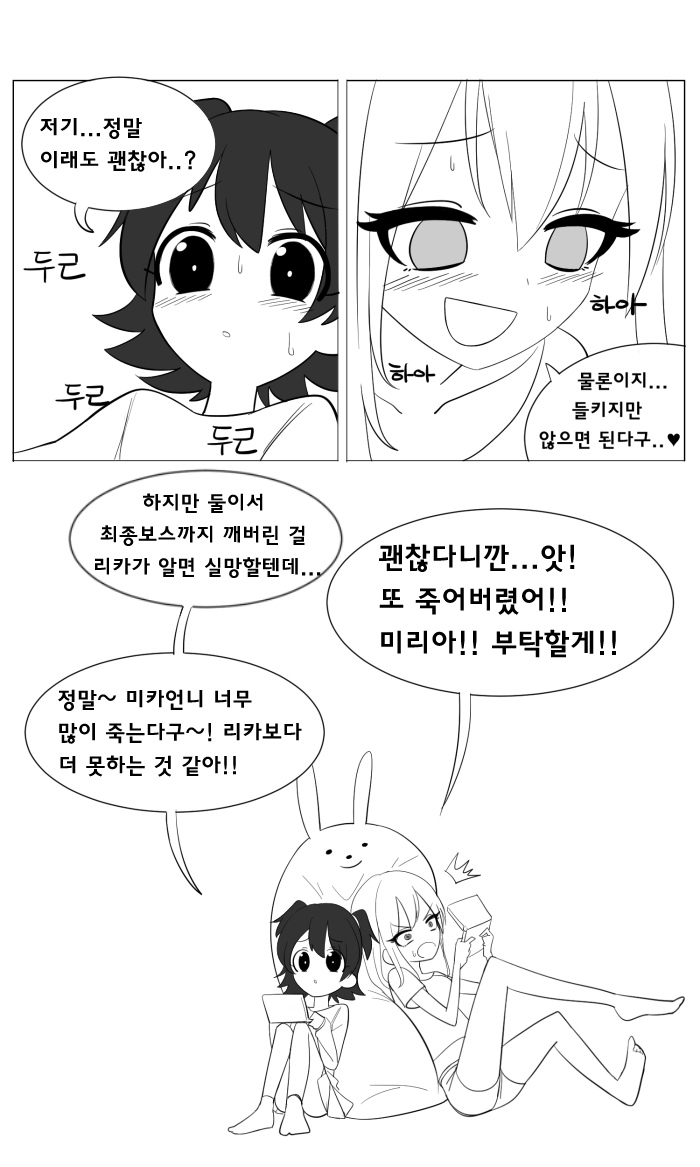 저기...정말
이래도 괜찮아..?
두근
두근
두근
하아
하아
물론이지...
들키지만
않으면 된다구..♥
하지만 둘이서
최종보스까지 깨버린 걸
리카가 알면 실망할텐데...
괜찮다니깐...앗!
또 죽어버렸어!!
미리아!! 부탁할게!!
정말~ 미카언니 너무
많이 죽는다구~! 리카보다
더 못하는 것 같아!!